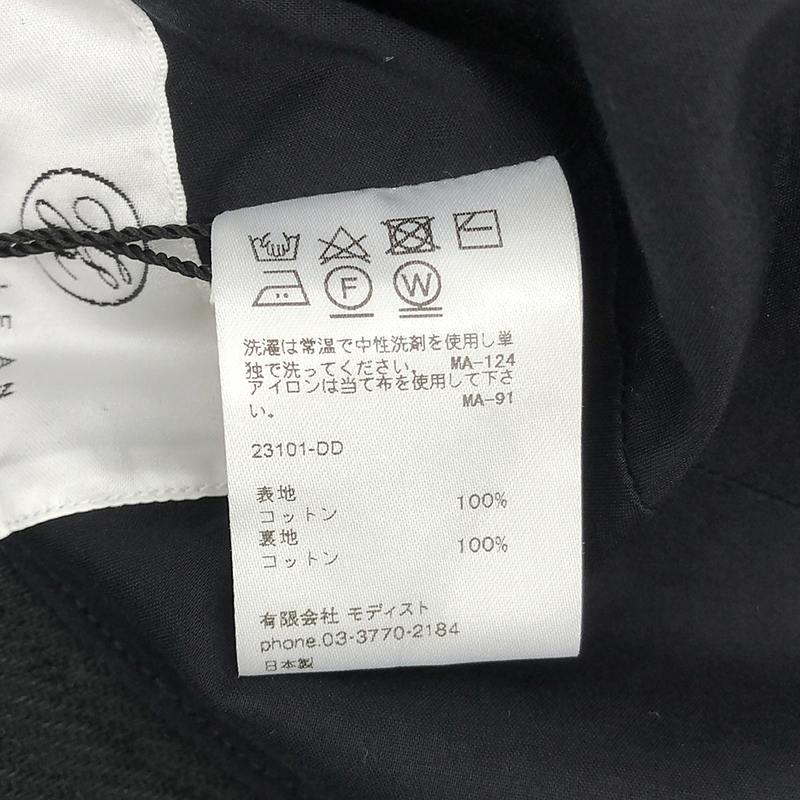 F
W
洗濯は常温で中性洗剤を使用し単
独で洗ってください。 MA-124
アイロンは当て布を使用して下さ
い。 MA-91
23101-DD
表地
コットン 100%
裏地
コットン 100%
有限会社 モディスト
phone.03-3770-2184
日本製
EAN